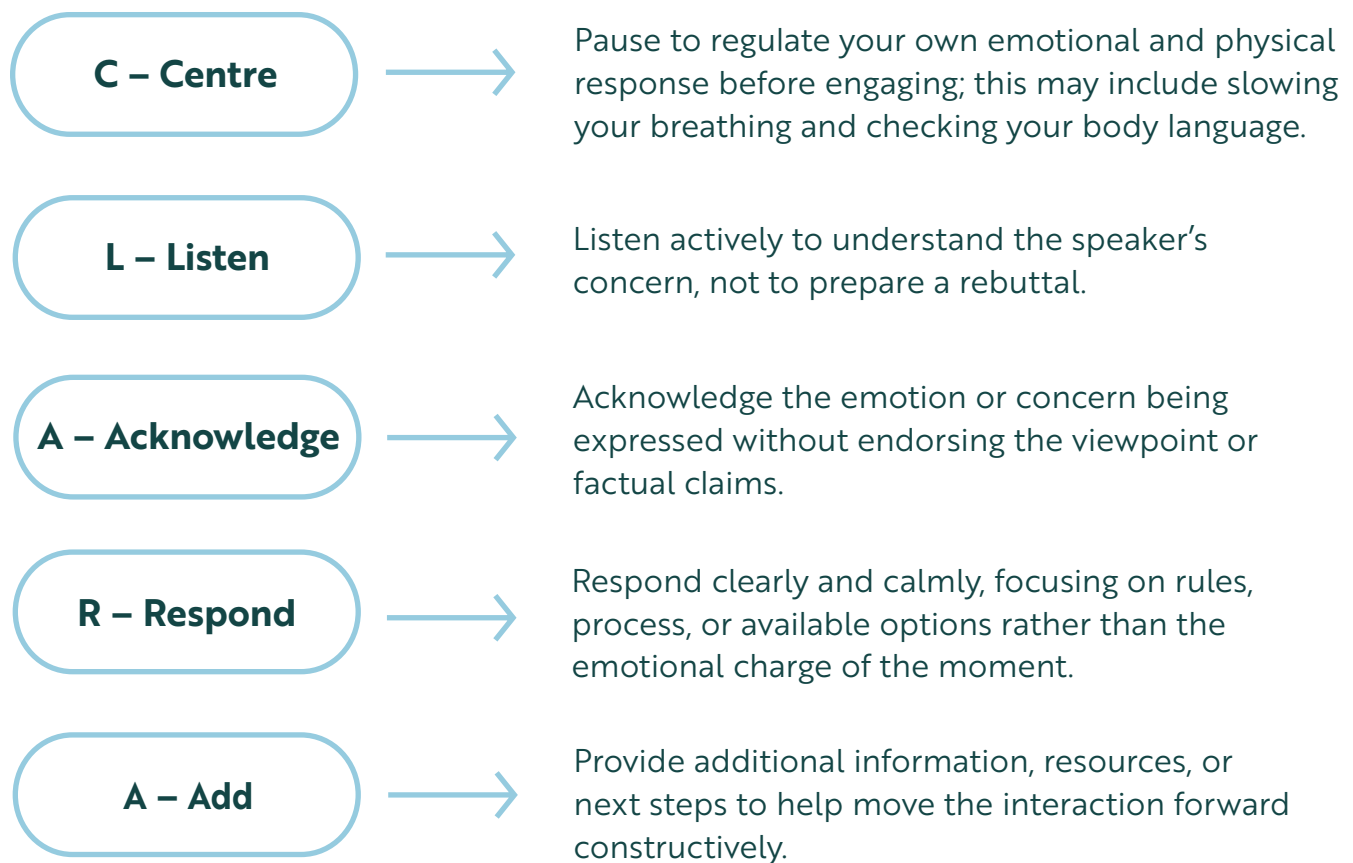 C – Centre
Pause to regulate your own emotional and physical
response before engaging; this may include slowing
your breathing and checking your body language.
L – Listen
Listen actively to understand the speaker’s
concern, not to prepare a rebuttal.
A – Acknowledge
Acknowledge the emotion or concern being
expressed without endorsing the viewpoint or
factual claims.
R – Respond
Respond clearly and calmly, focusing on rules,
process, or available options rather than the
emotional charge of the moment.
A – Add
Provide additional information, resources, or
next steps to help move the interaction forward
constructively.